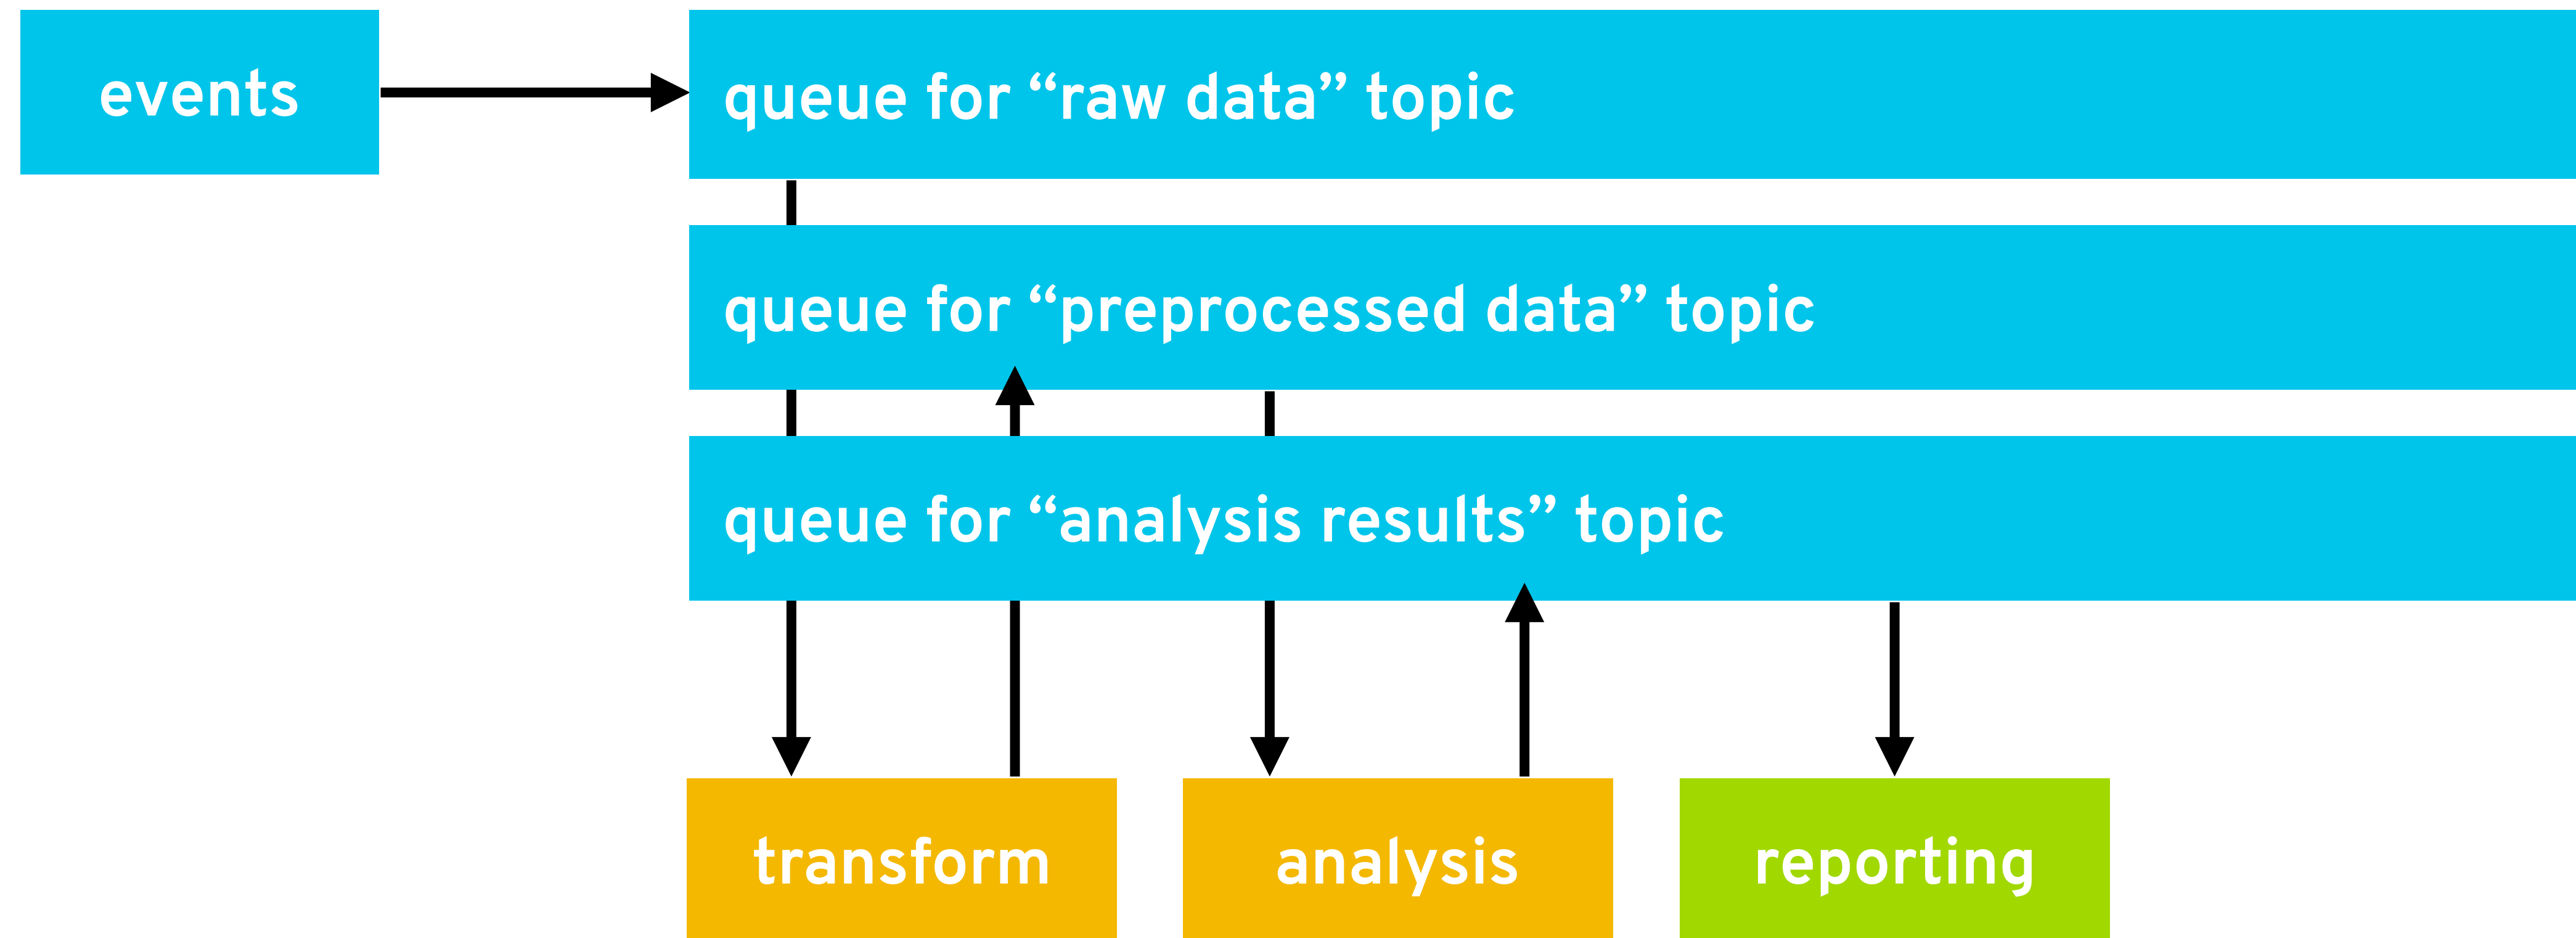 events
queue for “raw data” topic
queue for “preprocessed data” topic
queue for “analysis results” topic
transform
analysis
reporting